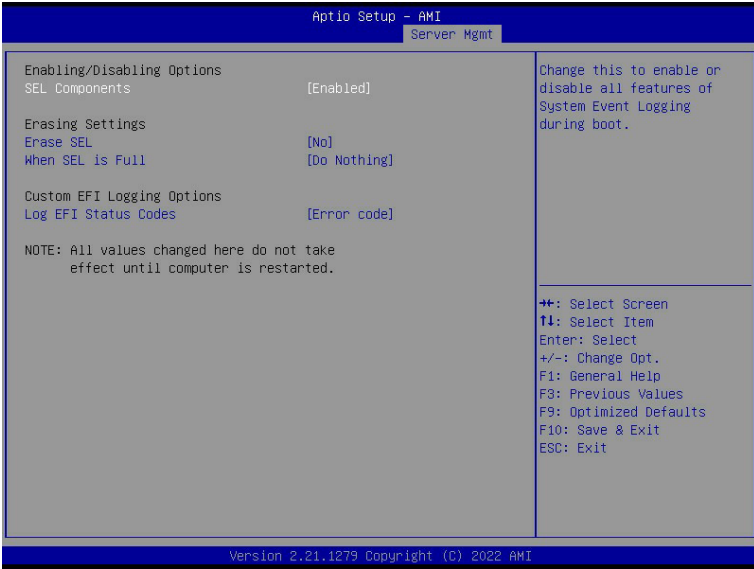 Aptio Setup – AMI
Server Mgmt
Enabling/Disabling Options
SEL Components [Enabled]
Erasing Settings
Erase SEL [No]
When SEL is Full [Do Nothing]
Custom EFI Logging Options
Log EFI Status Codes [Error code]
NOTE: All values changed here do not take
effect until computer is restarted.
Change this to enable or
disable all features of
System Event Logging
during boot.
→←: Select Screen
↑↓: Select Item
Enter: Select
+/-: Change Opt.
F1: General Help
F3: Previous Values
F9: Optimized Defaults
F10: Save & Exit
ESC: Exit
Version 2.21.1279 Copyright (C) 2022 AMI